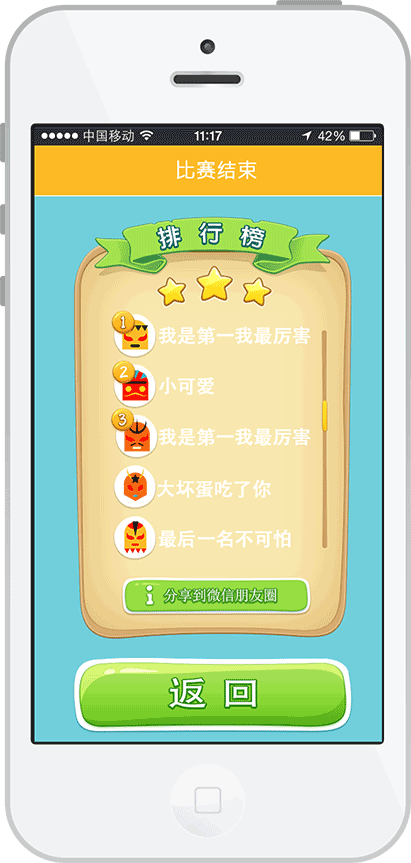 中国移动 11:17 42%
比赛结束
排行榜
1
我是第一我最厉害
2
小可爱
3
我是第一我最厉害
大坏蛋吃了你
最后一名不可怕
i 分享到微信朋友圈
返回